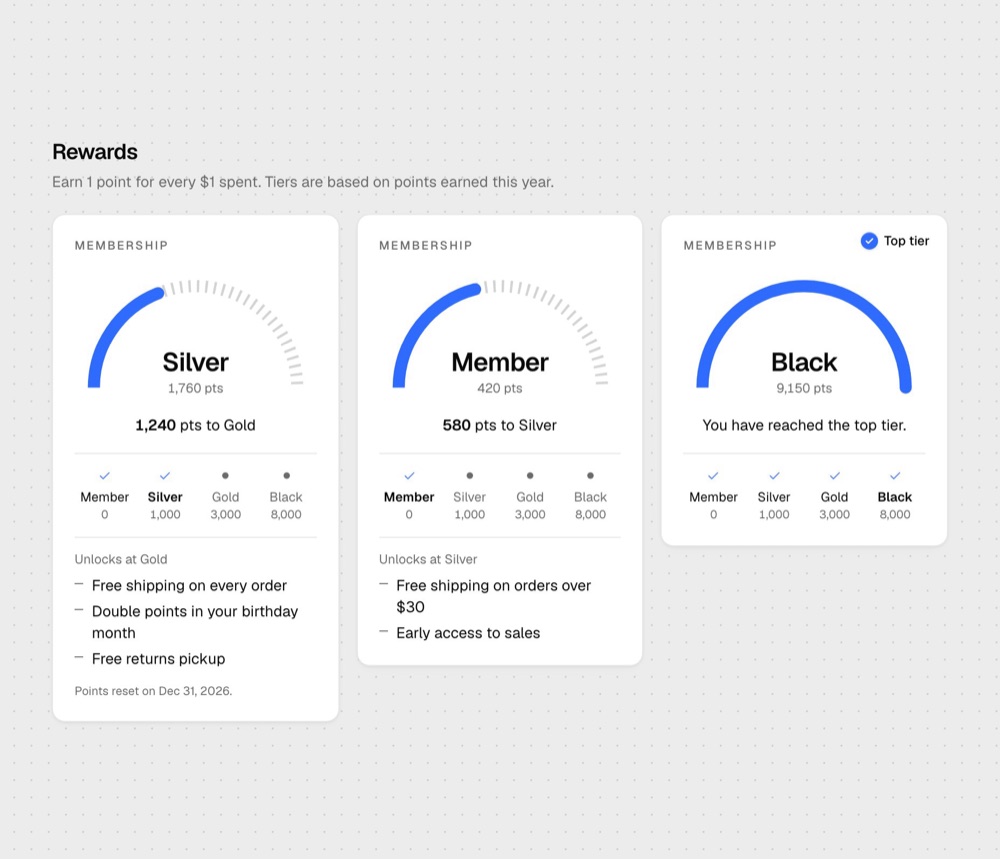 Rewards
Earn 1 point for every $1 spent. Tiers are based on points earned this year.
MEMBERSHIP
Silver
1,760 pts
1,240 pts to Gold
Member Silver Gold Black
0 1,000 3,000 8,000
Unlocks at Gold
– Free shipping on every order
– Double points in your birthday
month
– Free returns pickup
Points reset on Dec 31, 2026.
MEMBERSHIP
Member
420 pts
580 pts to Silver
Member Silver Gold Black
0 1,000 3,000 8,000
Unlocks at Silver
– Free shipping on orders over
$30
– Early access to sales
MEMBERSHIP
Top tier
Black
9,150 pts
You have reached the top tier.
Member Silver Gold Black
0 1,000 3,000 8,000